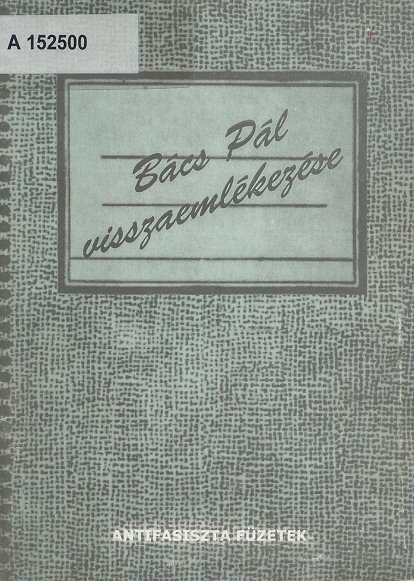 A 152500
Bács Pál
visszaemlékezése
ANTIFASISZTA FÜZETEK